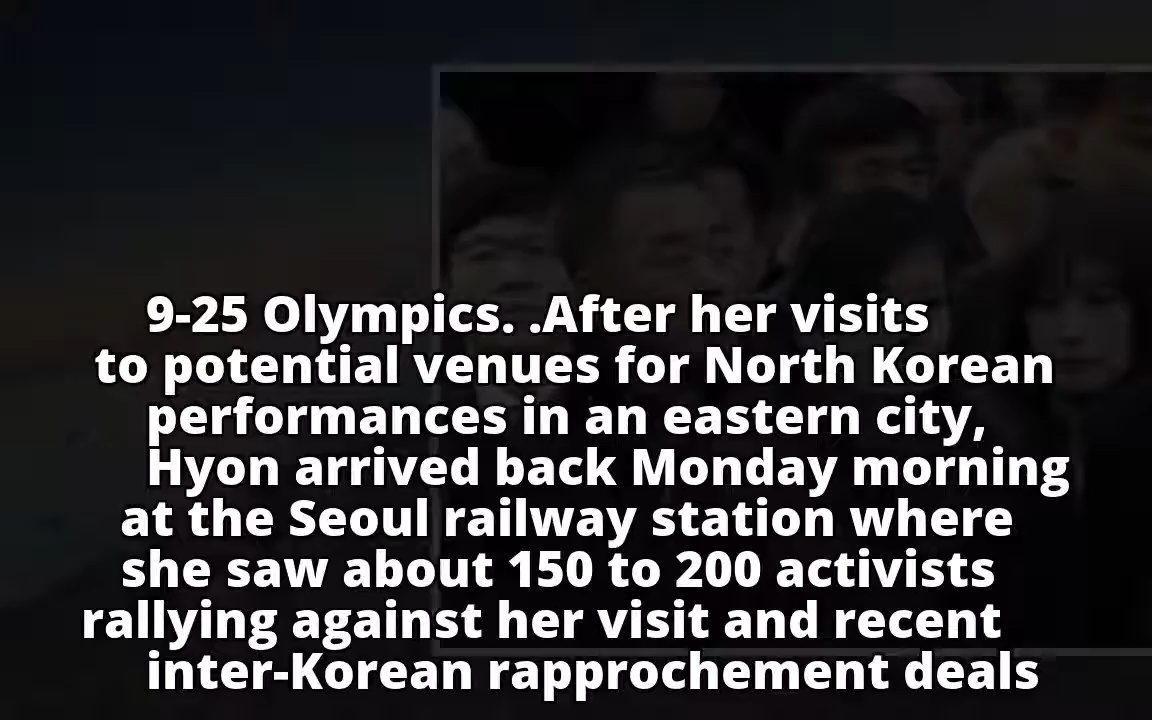 9-25 Olympics. .After her visits
to potential venues for North Korean
performances in an eastern city,
Hyon arrived back Monday morning
at the Seoul railway station where
she saw about 150 to 200 activists
rallying against her visit and recent
inter-Korean rapprochement deals